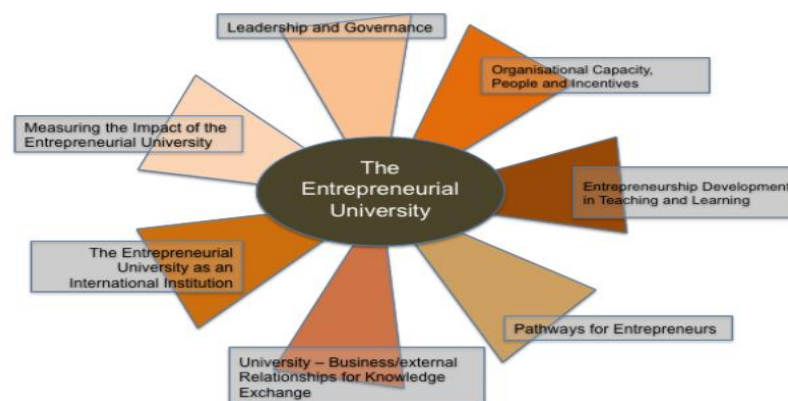 Leadership and Governance
Organisational Capacity,
People and Incentives
Measuring the Impact of the
Entrepreneurial University
The
Entrepreneurial
University
Entrepreneurship Development
in Teaching and Learning
The Entrepreneurial
University as an
International Institution
Pathways for Entrepreneurs
University – Business/external
Relationships for Knowledge
Exchange